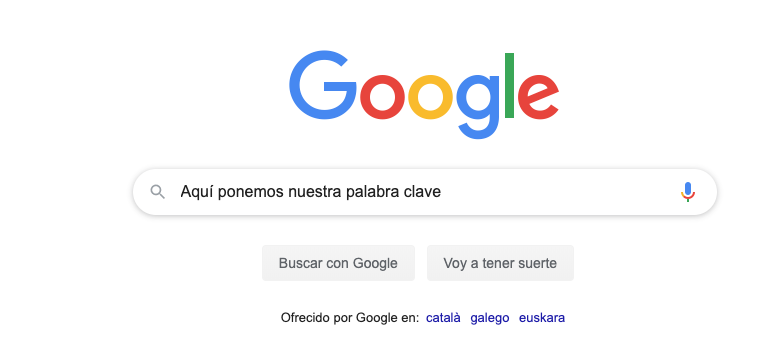 Google
Aquí ponemos nuestra palabra clave
Buscar con Google Voy a tener suerte
Ofrecido por Google en: català galego euskara